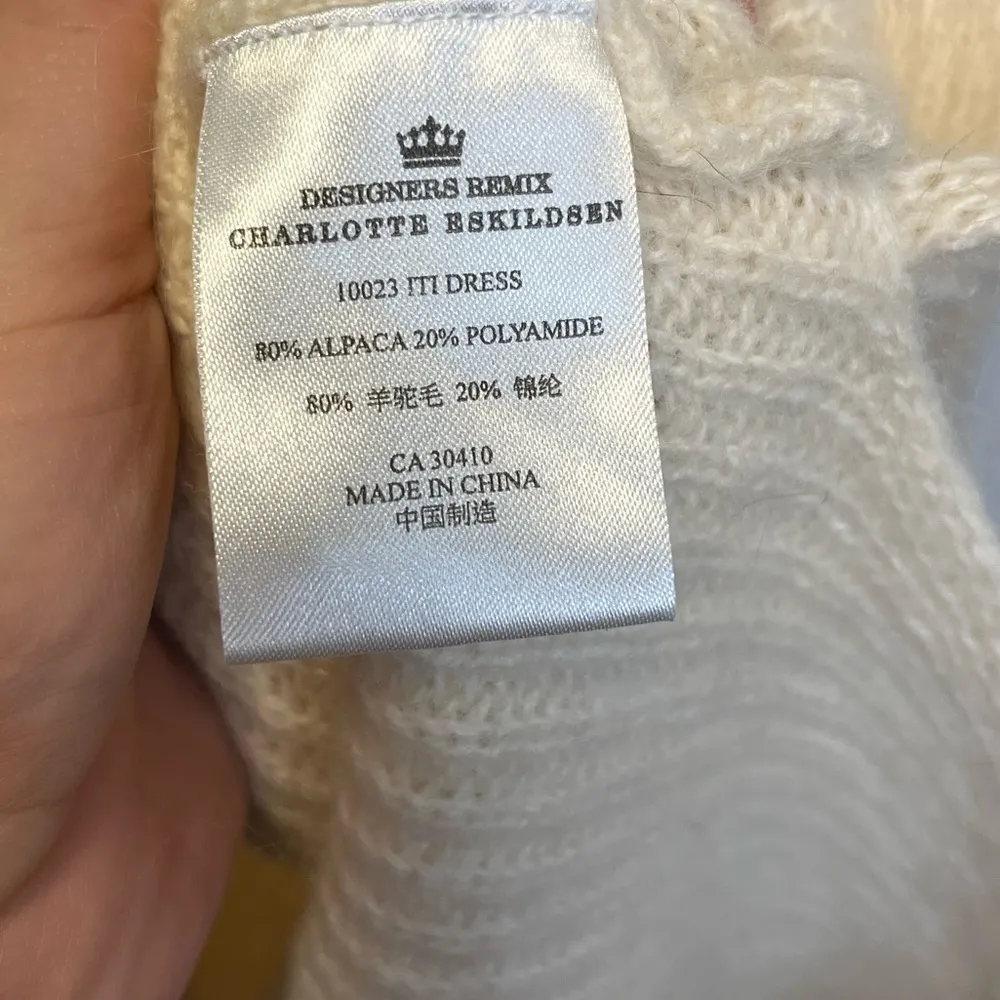 DESIGNERS REMIX
CHARLOTTE ESKILDSEN
10023 ITI DRESS
80% ALPACA 20% POLYAMIDE
80% 羊驼毛 20% 锦纶
CA 30410
MADE IN CHINA
中国制造